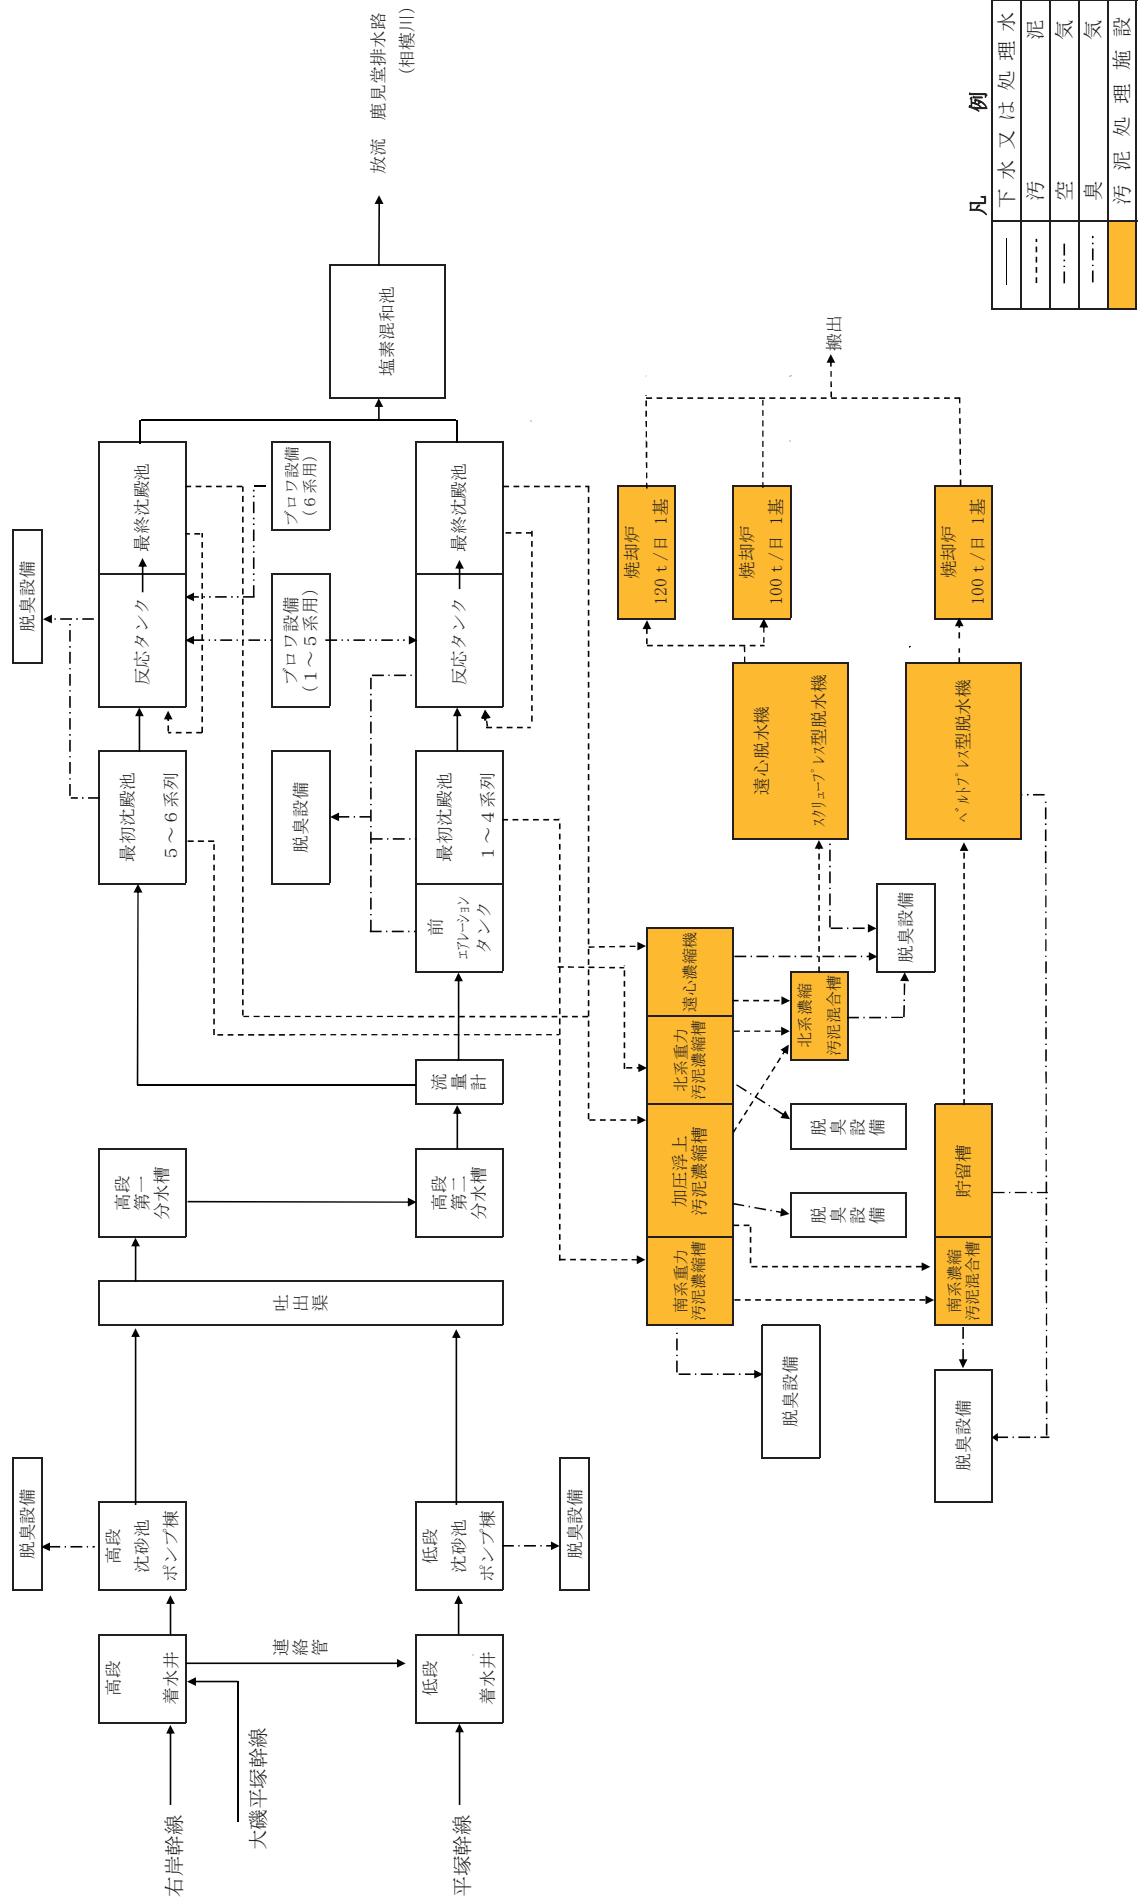 右岸幹線
大磯平塚幹線
平塚幹線
高段
着水井
連
絡
管
低段
着水井
脱臭設備
高段
沈砂池
ポンプ棟
低段
沈砂池
ポンプ棟
脱臭設備
吐
出
渠
高段
第一
分水槽
高段
第二
分水槽
流
量
計
最初沈殿池
5～6系列
脱臭設備
前
ｴｱﾚｰｼｮﾝ
タンク
最初沈殿池
1～4系列
脱臭設備
反応タンク
最終沈殿池
ブロワ設備
(1～5系用)
ブロワ設備
(6系用)
反応タンク
最終沈殿池
塩素混和池
放流　鹿見堂排水路
(相模川)
南系重力
汚泥濃縮槽
加圧浮上
汚泥濃縮槽
北系重力
汚泥濃縮槽
遠心濃縮機
脱臭設備
脱
臭
設
備
脱
臭
設
備
北系濃縮
汚泥混合槽
脱臭設備
南系濃縮
汚泥混合槽
貯留槽
脱臭設備
遠心脱水機
ｽｸﾘｭｰﾌﾟﾚｽ型脱水機
ﾍﾞﾙﾄﾌﾟﾚｽ型脱水機
焼却炉
120ｔ/日 1基
焼却炉
100ｔ/日 1基
焼却炉
100ｔ/日 1基
搬出
凡　例
下水又は処理水
汚泥
空気
臭気
汚泥処理施設